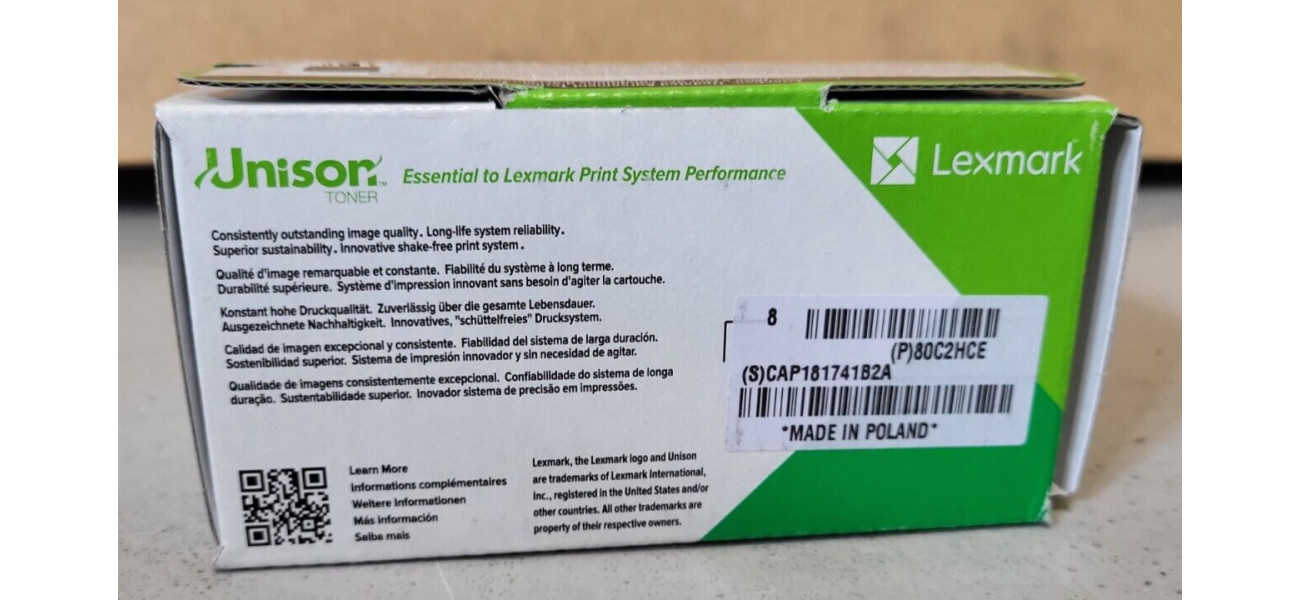 Unison™
TONER
Essential to Lexmark Print System Performance
Lexmark
Consistently outstanding image quality. Long-life system reliability.
Superior sustainability. Innovative shake-free print system.
Qualité d'image remarquable et constante. Fiabilité du système à long terme.
Durabilité supérieure. Système d'impression innovant sans besoin d'agiter la cartouche.
Konstant hohe Druckqualität. Zuverlässig über die gesamte Lebensdauer.
Ausgezeichnete Nachhaltigkeit. Innovatives, "schüttelfreies" Drucksystem.
Calidad de imagen excepcional y consistente. Fiabilidad del sistema de larga duración.
Sostenibilidad superior. Sistema de impresión innovador y sin necesidad de agitar.
Qualidade de imagens consistentemente excepcional. Confiabilidade do sistema de longa
duração. Sustentabilidade superior. Inovador sistema de precisão em impressões.
8
(P)80C2HCE
(S)CAP181741B2A
*MADE IN POLAND*
Learn More
Informations complémentaires
Weitere Informationen
Más información
Saiba mais
Lexmark, the Lexmark logo and Unison
are trademarks of Lexmark International,
Inc., registered in the United States and/or
other countries. All other trademarks are
property of their respective owners.